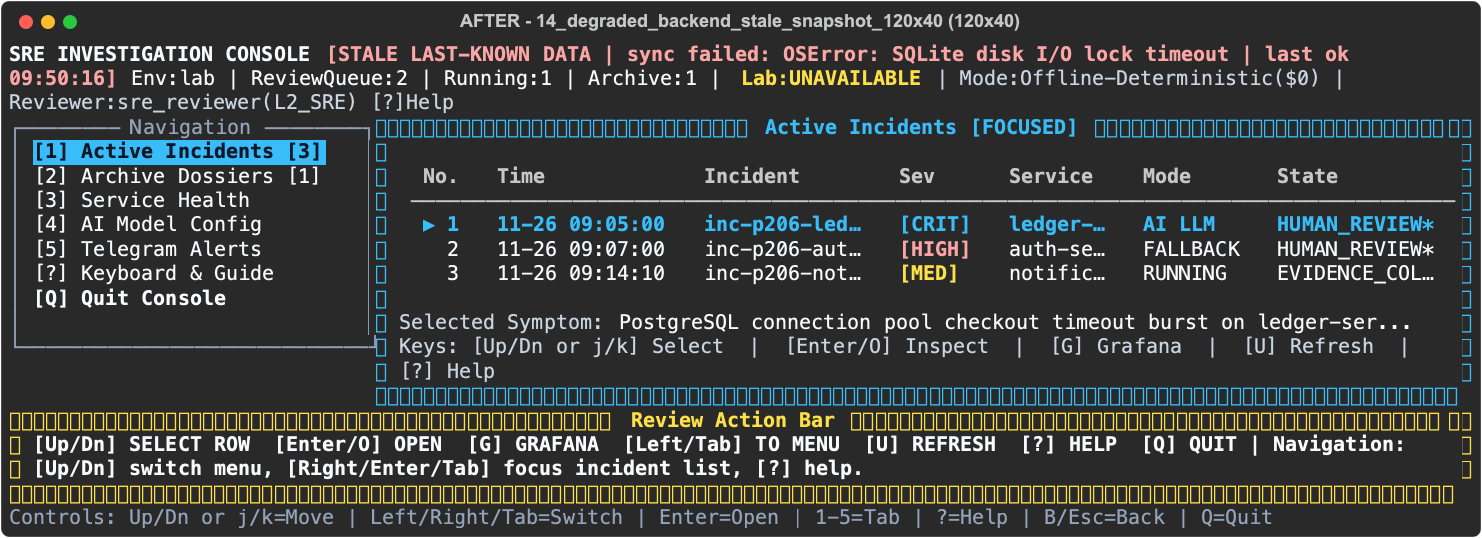 AFTER - 14_degraded_backend_stale_snapshot_120x40 (120x40)
SRE INVESTIGATION CONSOLE [STALE LAST-KNOWN DATA | sync failed: OSError: SQLite disk I/O lock timeout | last ok
09:50:16] Env:lab | ReviewQueue:2 | Running:1 | Archive:1 | Lab:UNAVAILABLE | Mode:Offline-Deterministic($0) |
Reviewer:sre_reviewer(L2_SRE) [?]Help
Navigation
[1] Active Incidents [3]
[2] Archive Dossiers [1]
[3] Service Health
[4] AI Model Config
[5] Telegram Alerts
[?] Keyboard & Guide
[Q] Quit Console
Active Incidents [FOCUSED]
No. Time Incident Sev Service Mode State
▶ 1 11-26 09:05:00 inc-p206-led… [CRIT] ledger-… AI LLM HUMAN_REVIEW*
2 11-26 09:07:00 inc-p206-aut… [HIGH] auth-se… FALLBACK HUMAN_REVIEW*
3 11-26 09:14:10 inc-p206-not… [MED] notific… RUNNING EVIDENCE_COL…
Selected Symptom: PostgreSQL connection pool checkout timeout burst on ledger-ser...
Keys: [Up/Dn or j/k] Select | [Enter/O] Inspect | [G] Grafana | [U] Refresh |
[?] Help
Review Action Bar
[Up/Dn] SELECT ROW [Enter/O] OPEN [G] GRAFANA [Left/Tab] TO MENU [U] REFRESH [?] HELP [Q] QUIT | Navigation:
[Up/Dn] switch menu, [Right/Enter/Tab] focus incident list, [?] help.
Controls: Up/Dn or j/k=Move | Left/Right/Tab=Switch | Enter=Open | 1-5=Tab | ?=Help | B/Esc=Back | Q=Quit